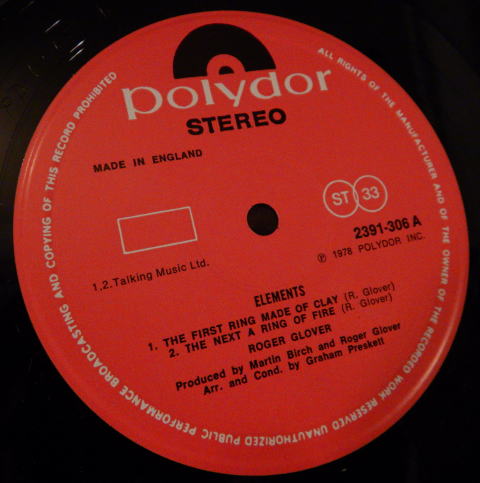 polydor
STEREO
MADE IN ENGLAND
ST 33
2391-306 A
℗ 1978 POLYDOR INC.
1,2.Talking Music Ltd.
ELEMENTS
1. THE FIRST RING MADE OF CLAY (R. Glover)
2. THE NEXT A RING OF FIRE (R. Glover)
ROGER GLOVER
Produced by Martin Birch and Roger Glover
Arr. and Cond. by Graham Preskett
ALL RIGHTS OF THE MANUFACTURER AND OF THE OWNER OF THE RECORDED WORK RESERVED UNAUTHORIZED PUBLIC PERFORMANCE BROADCASTING AND COPYING OF THIS RECORD PROHIBITED